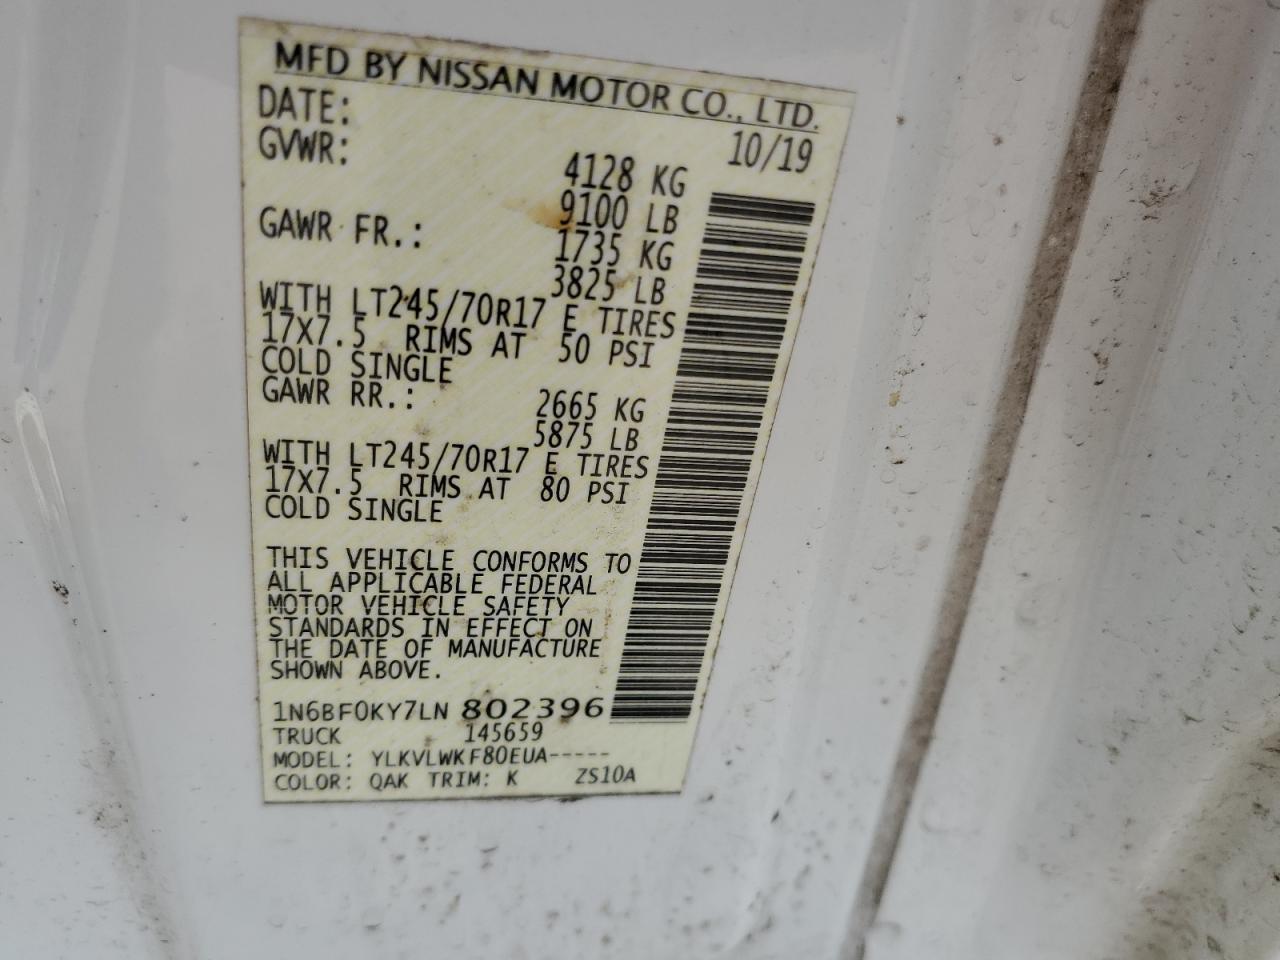 MFD BY NISSAN MOTOR CO., LTD.
DATE: 10/19
GVWR: 4128 KG
9100 LB
GAWR FR.: 1735 KG
3825 LB
WITH LT245/70R17 E TIRES
17X7.5 RIMS AT 50 PSI
COLD SINGLE
GAWR RR.: 2665 KG
5875 LB
WITH LT245/70R17 E TIRES
17X7.5 RIMS AT 80 PSI
COLD SINGLE
THIS VEHICLE CONFORMS TO
ALL APPLICABLE FEDERAL
MOTOR VEHICLE SAFETY
STANDARDS IN EFFECT ON
THE DATE OF MANUFACTURE
SHOWN ABOVE.
1N6BF0KY7LN 802396
TRUCK 145659
MODEL: YLKVLWKF80EUA-----
COLOR: QAK TRIM: K ZS10A